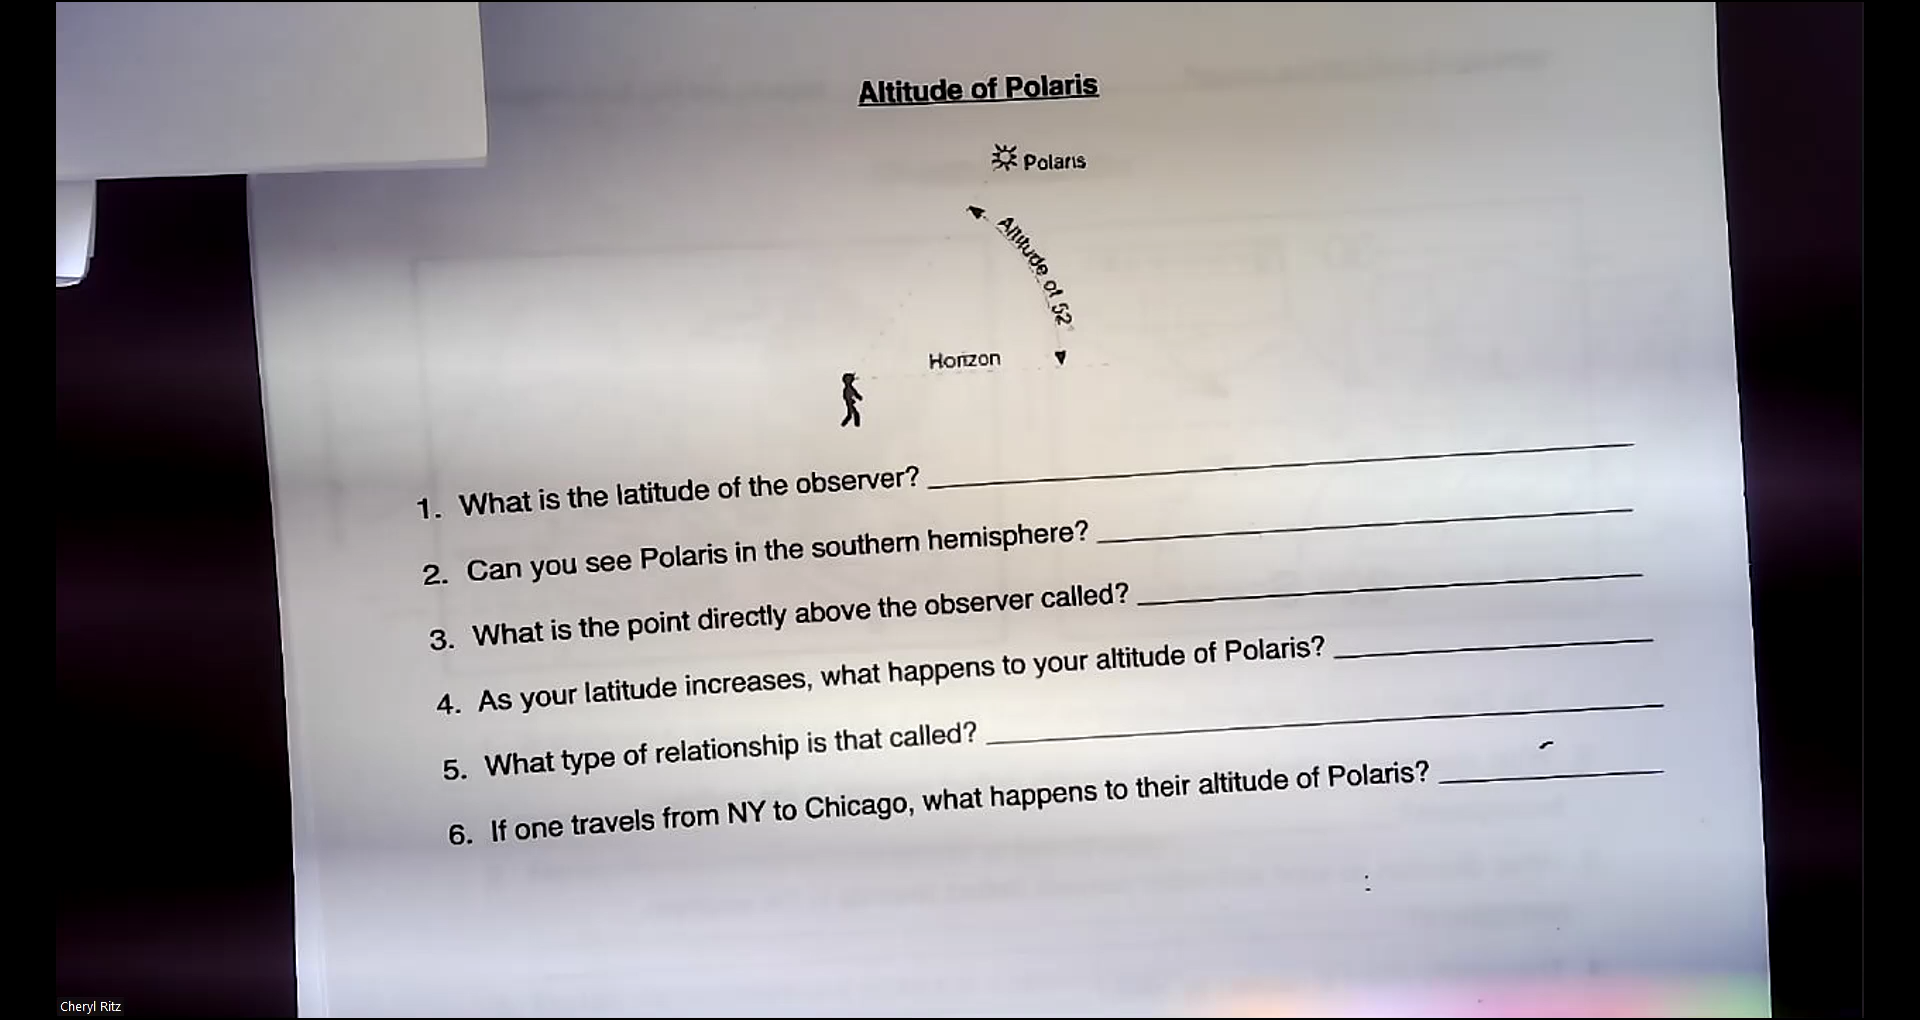 Altitude of Polaris
Polaris
Altitude of 52°
Horizon
1. What is the latitude of the observer?
2. Can you see Polaris in the southern hemisphere?
3. What is the point directly above the observer called?
4. As your latitude increases, what happens to your altitude of Polaris?
5. What type of relationship is that called?
6. If one travels from NY to Chicago, what happens to their altitude of Polaris?
Cheryl Ritz